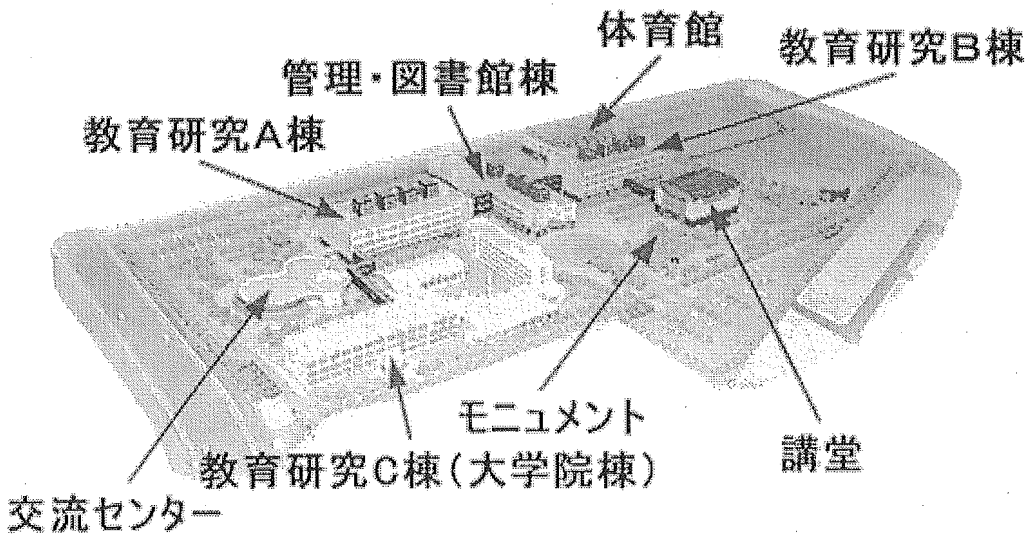 体育館
教育研究B棟
管理・図書館棟
教育研究A棟
モニュメント
講堂
教育研究C棟(大学院棟)
交流センター